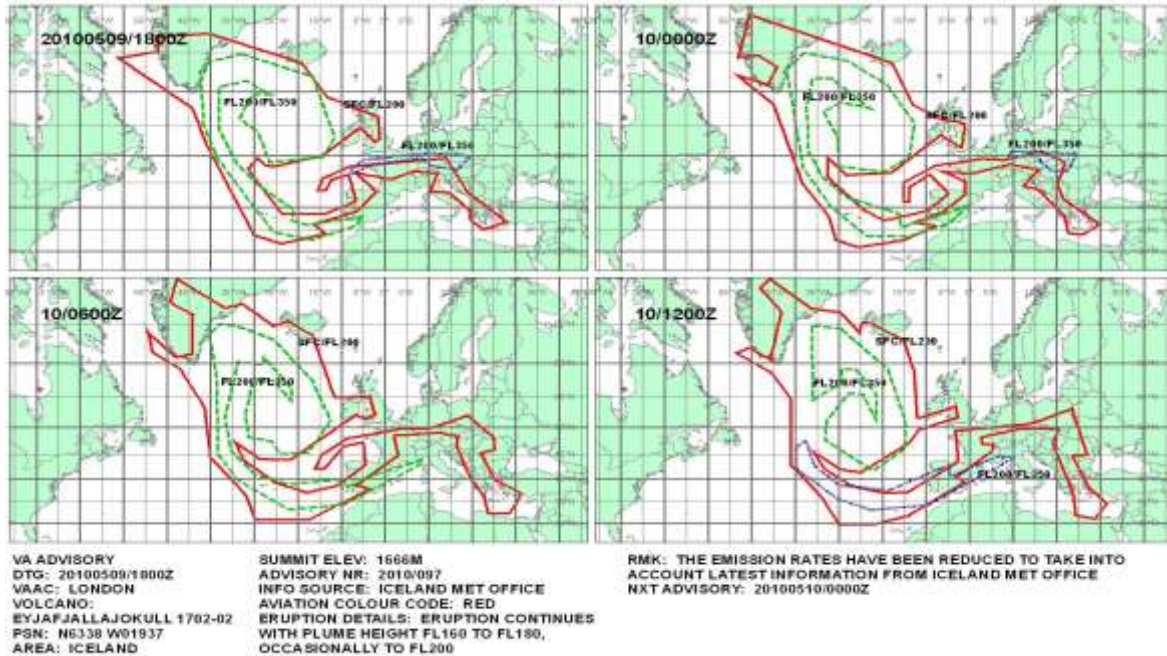 20100509/1800Z
FL200/FL350
SFC/FL200
FL200/FL350
10/0000Z
FL200/FL350
SFC/FL200
FL200/FL350
10/0600Z
SFC/FL200
FL200/FL350
10/1200Z
FL200/FL350
FL200/FL350
VA ADVISORY
DTG: 20100509/1800Z
VAAC: LONDON
VOLCANO:
EYJAFJALLAJOKULL 1702-02
PSN: N6338 W01937
AREA: ICELAND
SUMMIT ELEV: 1666M
ADVISORY NR: 2010/097
INFO SOURCE: ICELAND MET OFFICE
AVIATION COLOUR CODE: RED
ERUPTION DETAILS: ERUPTION CONTINUES
WITH PLUME HEIGHT FL160 TO FL180,
OCCASIONALLY TO FL200
RMK: THE EMISSION RATES HAVE BEEN REDUCED TO TAKE INTO
ACCOUNT LATEST INFORMATION FROM ICELAND MET OFFICE
NXT ADVISORY: 20100510/0000Z